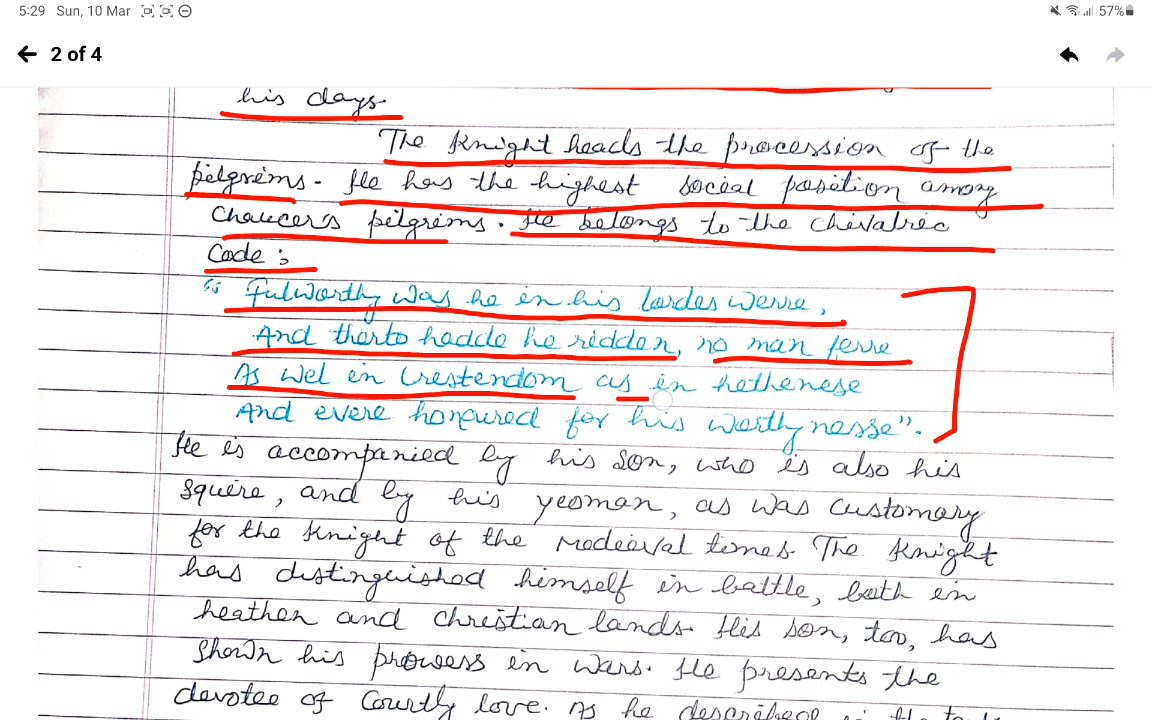 5:29 Sun, 10 Mar
57%
2 of 4
his days.
The Knight heads the procession of the
pilgrims. He has the highest social position among
Chaucer's pilgrims. He belongs to the Chivalric
Code :
" Fulworthy was he in his lordes werre,
And therto hadde he ridden, no man ferre
As wel in Crestendom as in hethenese
And evere honoured for his worthynesse".
He is accompanied by his son, who is also his
squire, and by his yeoman, as was customary
for the Knight of the Medieval times. The Knight
has distinguished himself in battle, both in
heathen and christian lands. His son, too, has
shown his prowess in wars. He presents the
devotee of Courtly love. As he